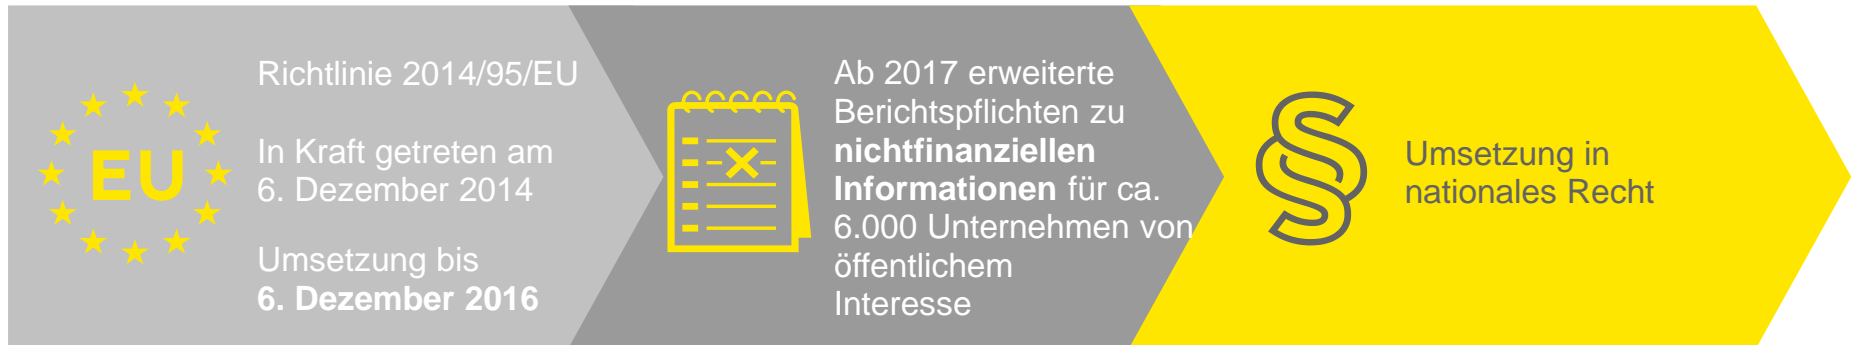 EU
Richtlinie 2014/95/EU
In Kraft getreten am
6. Dezember 2014
Umsetzung bis
6. Dezember 2016
Ab 2017 erweiterte
Berichtspflichten zu
nichtfinanziellen
Informationen für ca.
6.000 Unternehmen von
öffentlichem
Interesse
§
Umsetzung in
nationales Recht